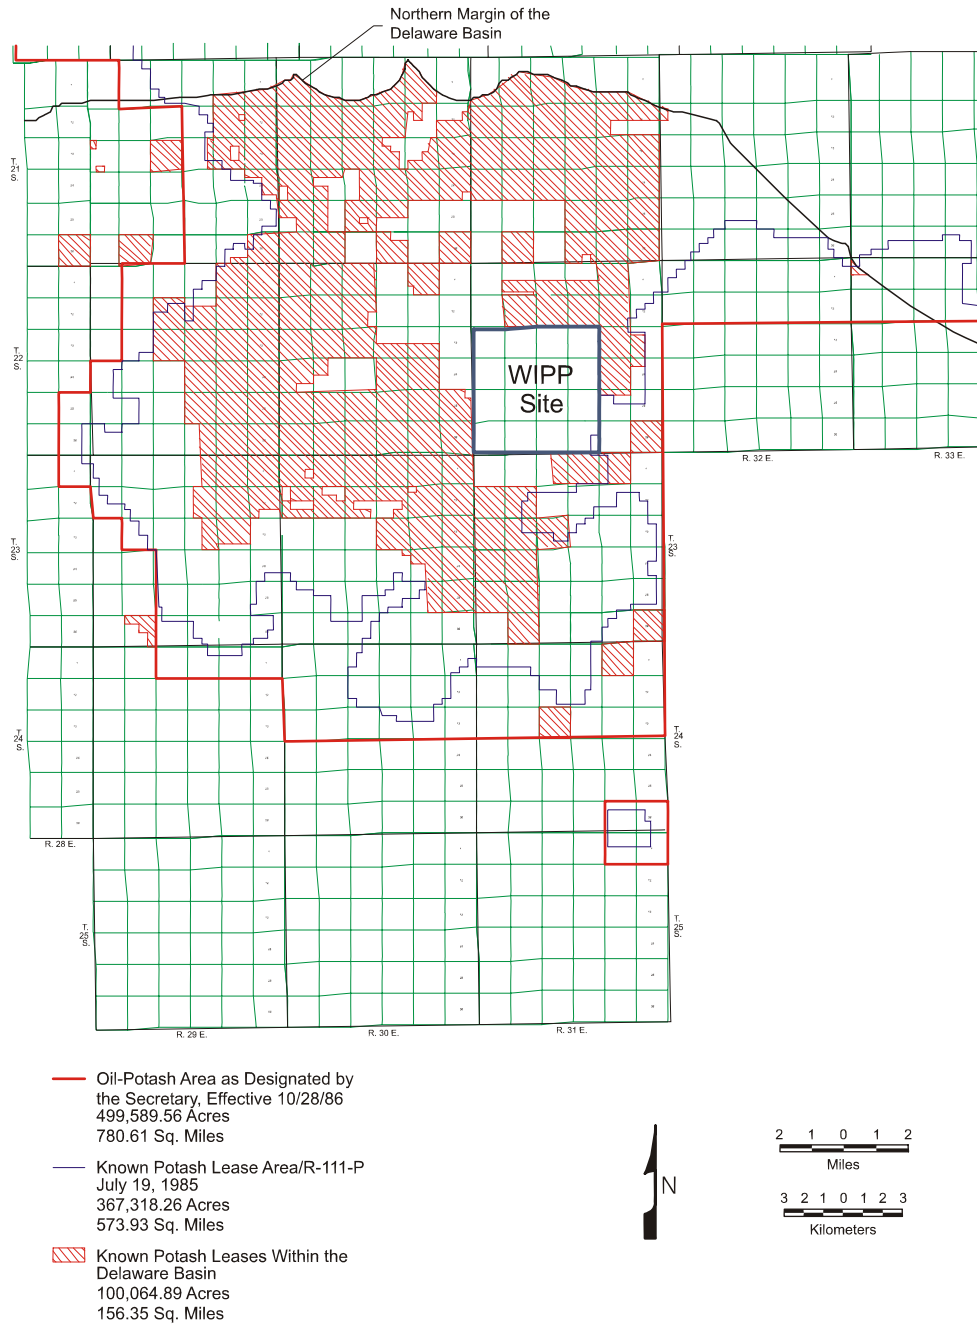 Northern Margin of the
Delaware Basin
T.
21
S.
WIPP
Site
T.
22
S.
R. 32 E.
R. 33 E.
T.
23
S.
T.
23
S.
T.
24
S.
T.
24
S.
R. 28 E.
T.
25
S.
T.
25
S.
R. 29 E.
R. 30 E.
R. 31 E.
Oil-Potash Area as Designated by
the Secretary, Effective 10/28/86
499,589.56 Acres
780.61 Sq. Miles
Known Potash Lease Area/R-111-P
July 19, 1985
367,318.26 Acres
573.93 Sq. Miles
Known Potash Leases Within the
Delaware Basin
100,064.89 Acres
156.35 Sq. Miles
N
2 1 0 1 2
Miles
3 2 1 0 1 2 3
Kilometers